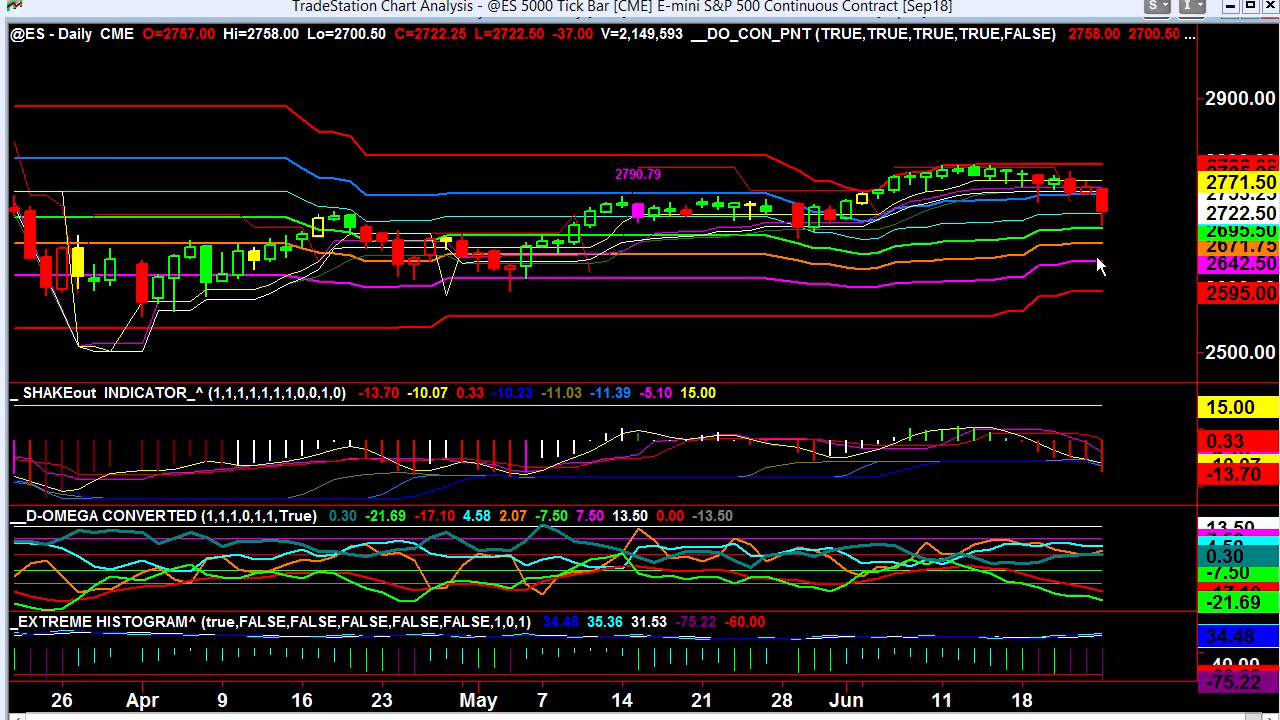 TradeStation Chart Analysis - @ES 5000 Tick Bar [CME] E-mini S&P 500 Continuous Contract [Sep18]
S I
@ES - Daily CME O=2757.00 Hi=2758.00 Lo=2700.50 C=2722.25 L=2722.50 -37.00 V=2,149,593 __DO_CON_PNT (TRUE,TRUE,TRUE,TRUE,FALSE) 2758.00 2700.50 ...
2900.00
2790.79
2771.50
2722.50
2695.50
2671.75
2642.50
2595.00
2500.00
_ SHAKEout INDICATOR_^ (1,1,1,1,1,1,1,0,0,1,0) -13.70 -10.07 0.33 -10.23 -11.03 -11.39 -5.10 15.00
15.00
0.33
-13.70
__D-OMEGA CONVERTED (1,1,1,0,1,1,True) 0.30 -21.69 -17.10 4.58 2.07 -7.50 7.50 13.50 0.00 -13.50
13.50
0.30
-7.50
-21.69
_EXTREME HISTOGRAM^ (true,FALSE,FALSE,FALSE,FALSE,FALSE,1,0,1) 34.48 35.36 31.53 -75.22 -60.00
34.48
-75.22
26 Apr 9 16 23 May 7 14 21 28 Jun 11 18